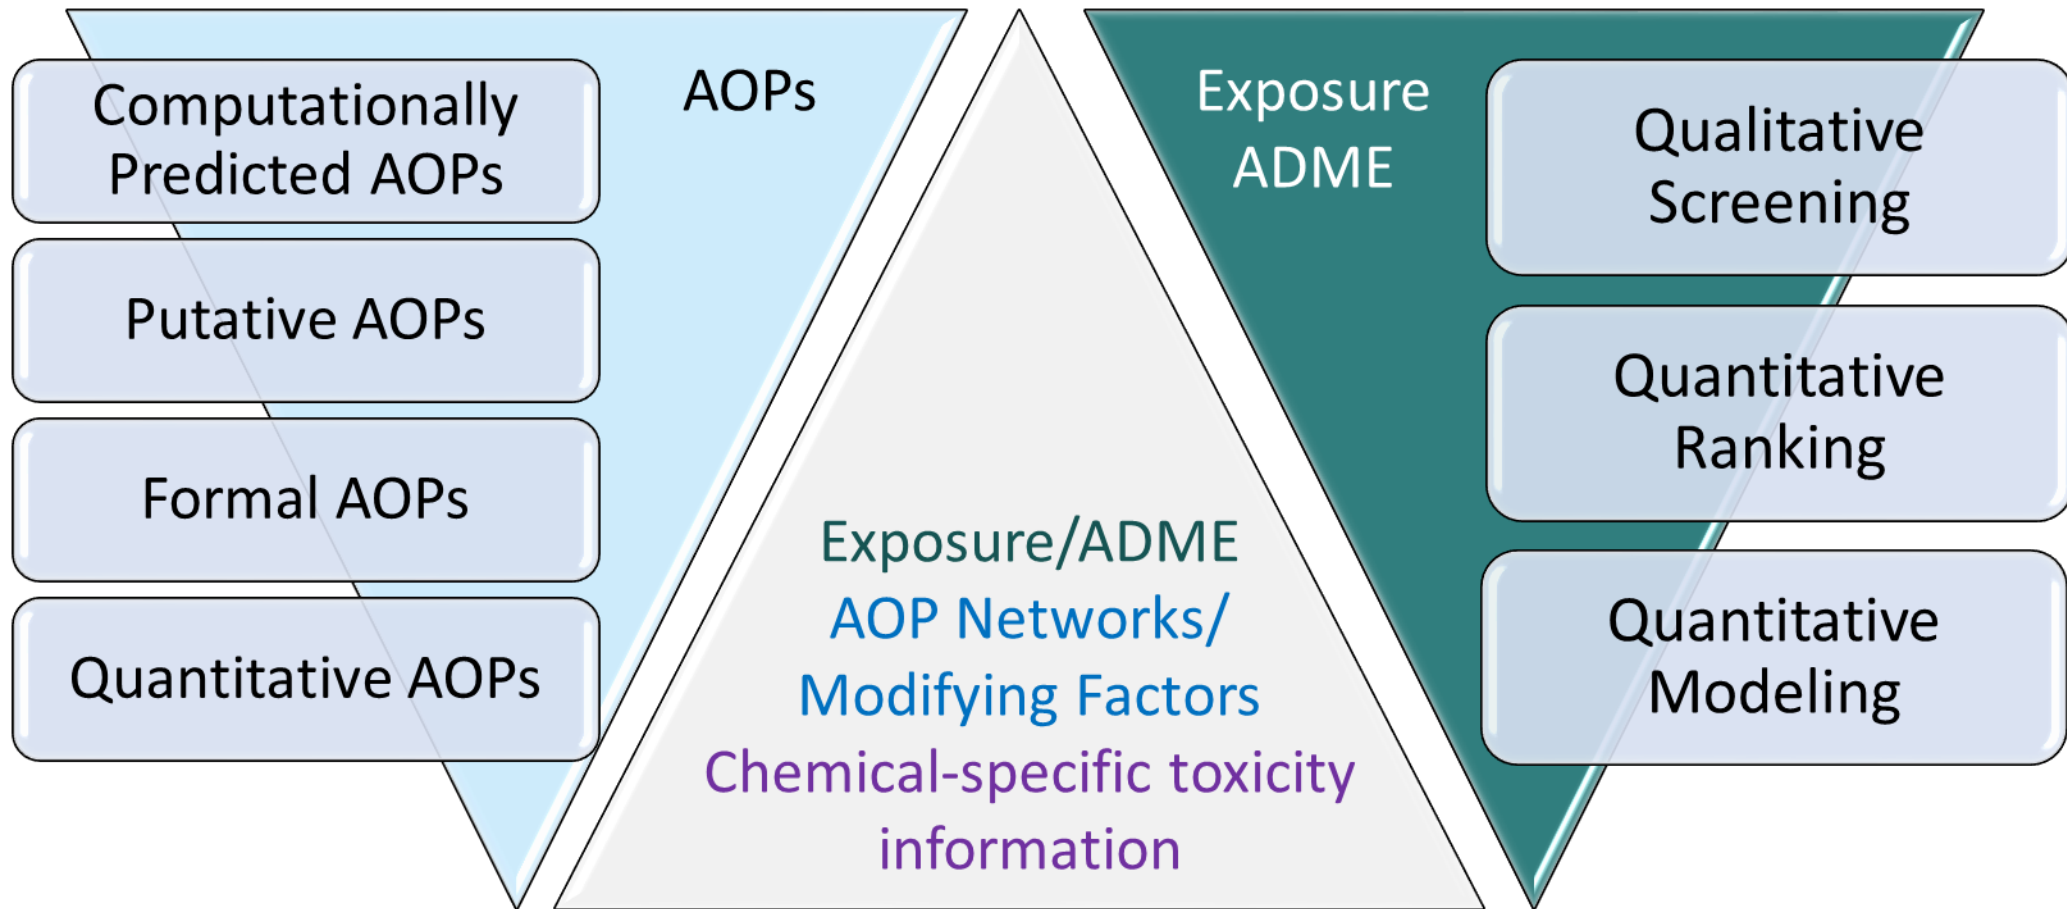 Computationally
Predicted AOPs
Putative AOPs
Formal AOPs
Quantitative AOPs
AOPs
Exposure/ADME
AOP Networks/
Modifying Factors
Chemical-specific toxicity
information
Exposure
ADME
Qualitative
Screening
Quantitative
Ranking
Quantitative
Modeling